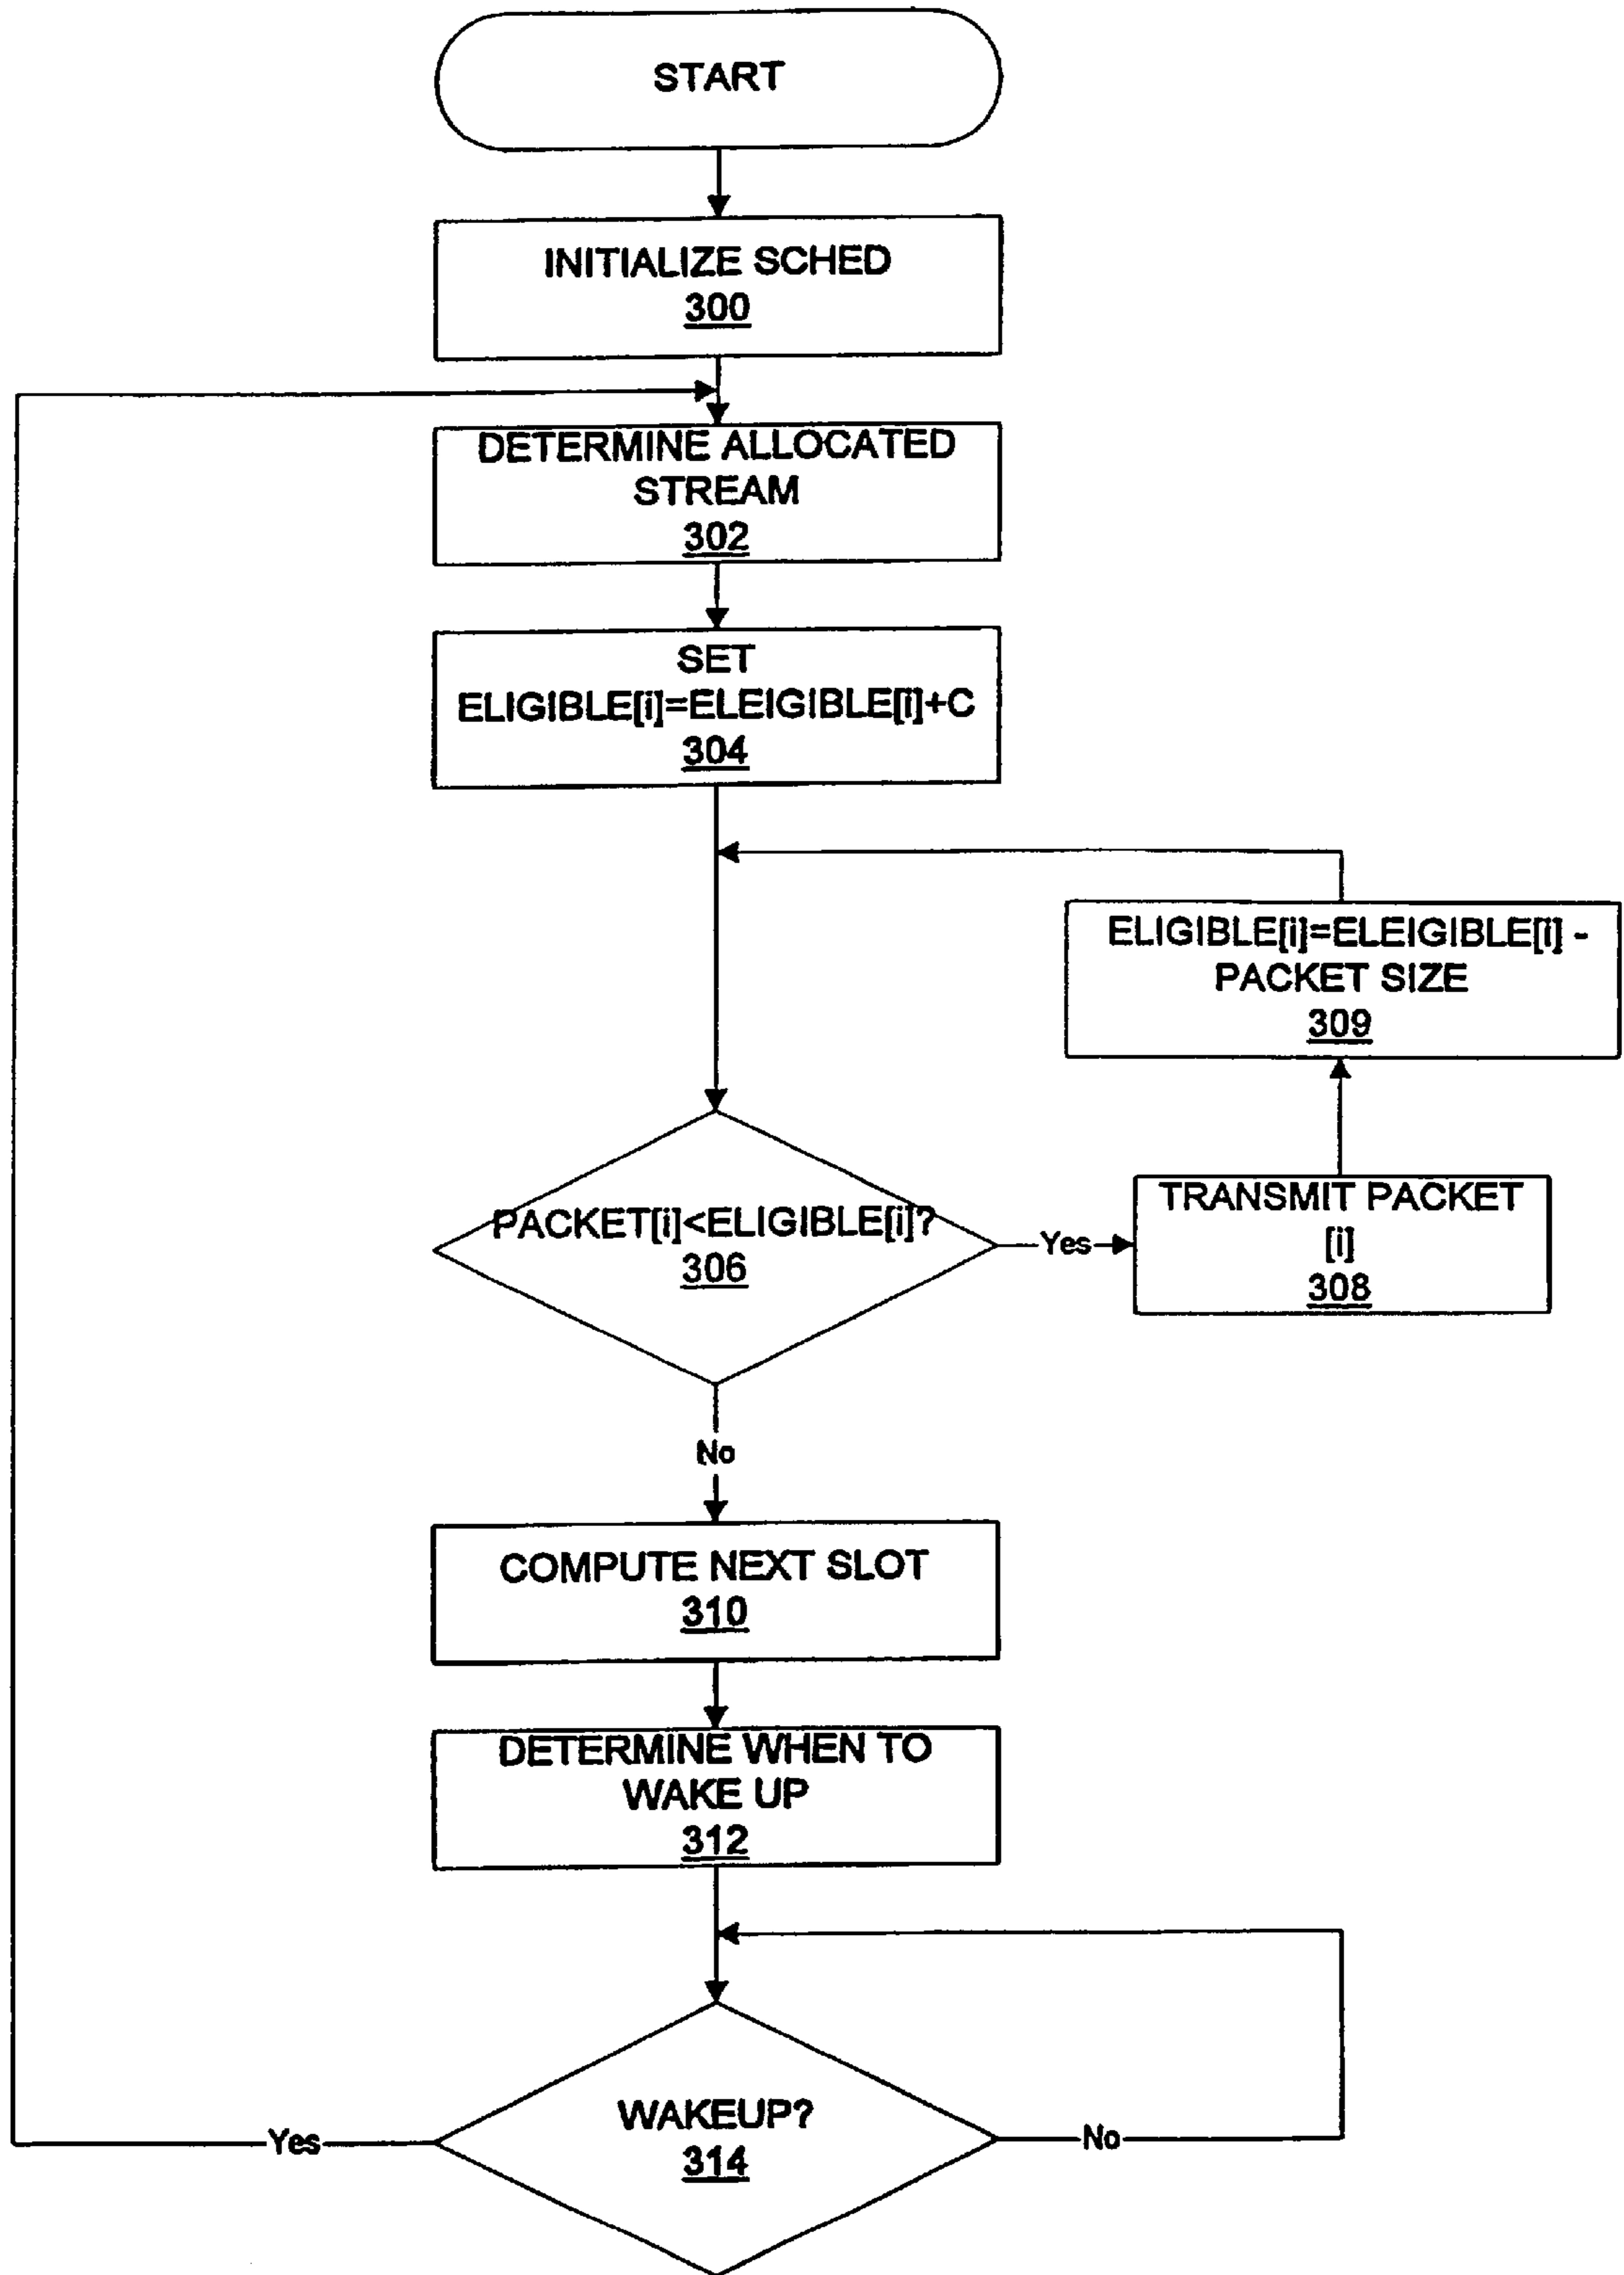 START
INITIALIZE SCHED
300
DETERMINE ALLOCATED
STREAM
302
SET
ELIGIBLE[i]=ELEIGIBLE[i]+C
304
ELIGIBLE[i]=ELEIGIBLE[i] -
PACKET SIZE
309
PACKET[i]<ELIGIBLE[i]?
306
Yes
TRANSMIT PACKET
[i]
308
No
COMPUTE NEXT SLOT
310
DETERMINE WHEN TO
WAKE UP
312
WAKEUP?
314
Yes
No